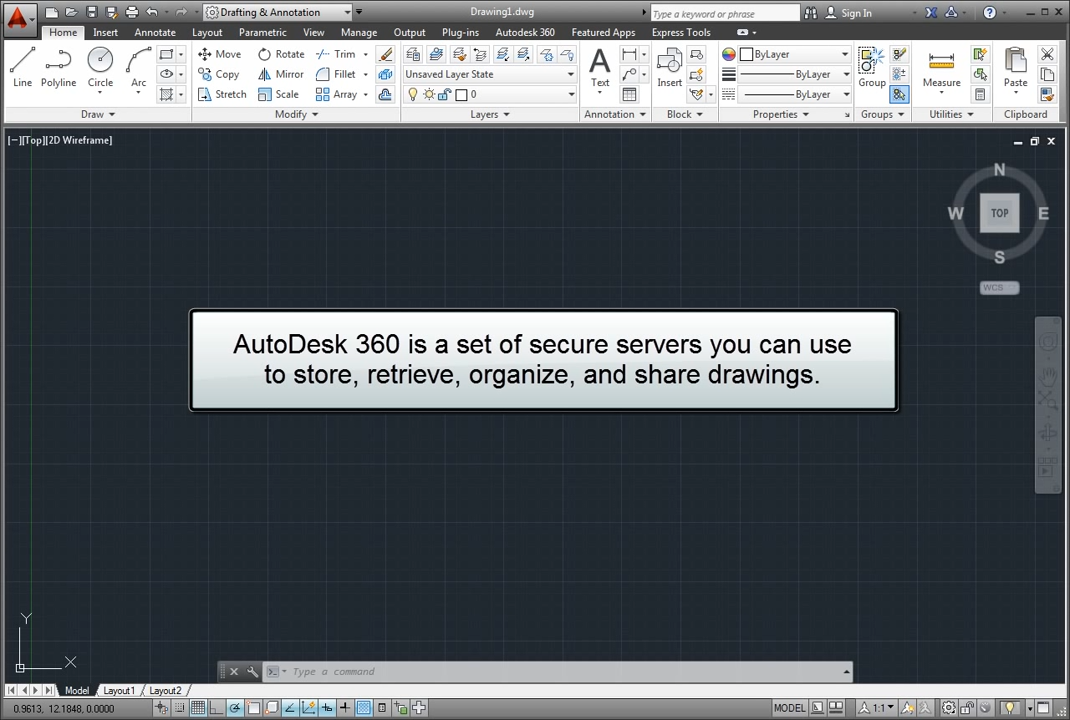 Drafting & Annotation
Drawing1.dwg
Type a keyword or phrase
Sign In
Home Insert Annotate Layout Parametric View Manage Output Plug-ins Autodesk 360 Featured Apps Express Tools
Line Polyline Circle Arc
Move Rotate Trim
Copy Mirror Fillet
Stretch Scale Array
Unsaved Layer State
0
Text
Insert
ByLayer
ByLayer
ByLayer
Group
Measure
Paste
Draw Modify Layers Annotation Block Properties Groups Utilities Clipboard
[−][Top][2D Wireframe]
N
W TOP E
S
WCS
AutoDesk 360 is a set of secure servers you can use
to store, retrieve, organize, and share drawings.
Y
X
Type a command
Model Layout1 Layout2
0.9613, 12.1848, 0.0000
MODEL 1:1